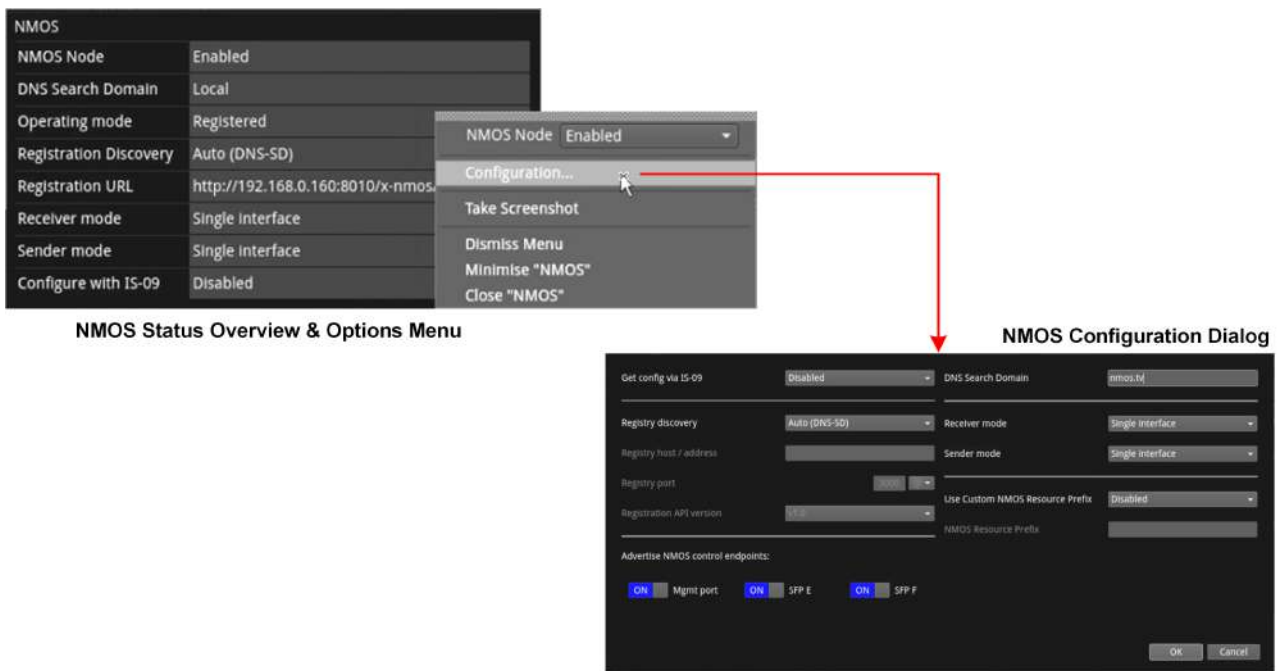 NMOS
NMOS Node Enabled
DNS Search Domain Local
Operating mode Registered
Registration Discovery Auto (DNS-SD)
Registration URL http://192.168.0.160:8010/x-nmos/
Receiver mode Single interface
Sender mode Single interface
Configure with IS-09 Disabled
NMOS Node Enabled
Configuration...
Take Screenshot
Dismiss Menu
Minimise "NMOS"
Close "NMOS"
NMOS Status Overview & Options Menu
NMOS Configuration Dialog
Get config via IS-09 Disabled
DNS Search Domain nmos.tv
Registry discovery Auto (DNS-SD)
Receiver mode Single interface
Registry host / address
Sender mode Single interface
Registry port
Use Custom NMOS Resource Prefix Disabled
Registration API version
NMOS Resource Prefix
Advertise NMOS control endpoints:
ON Mgmt port ON SFP E ON SFP F
OK Cancel